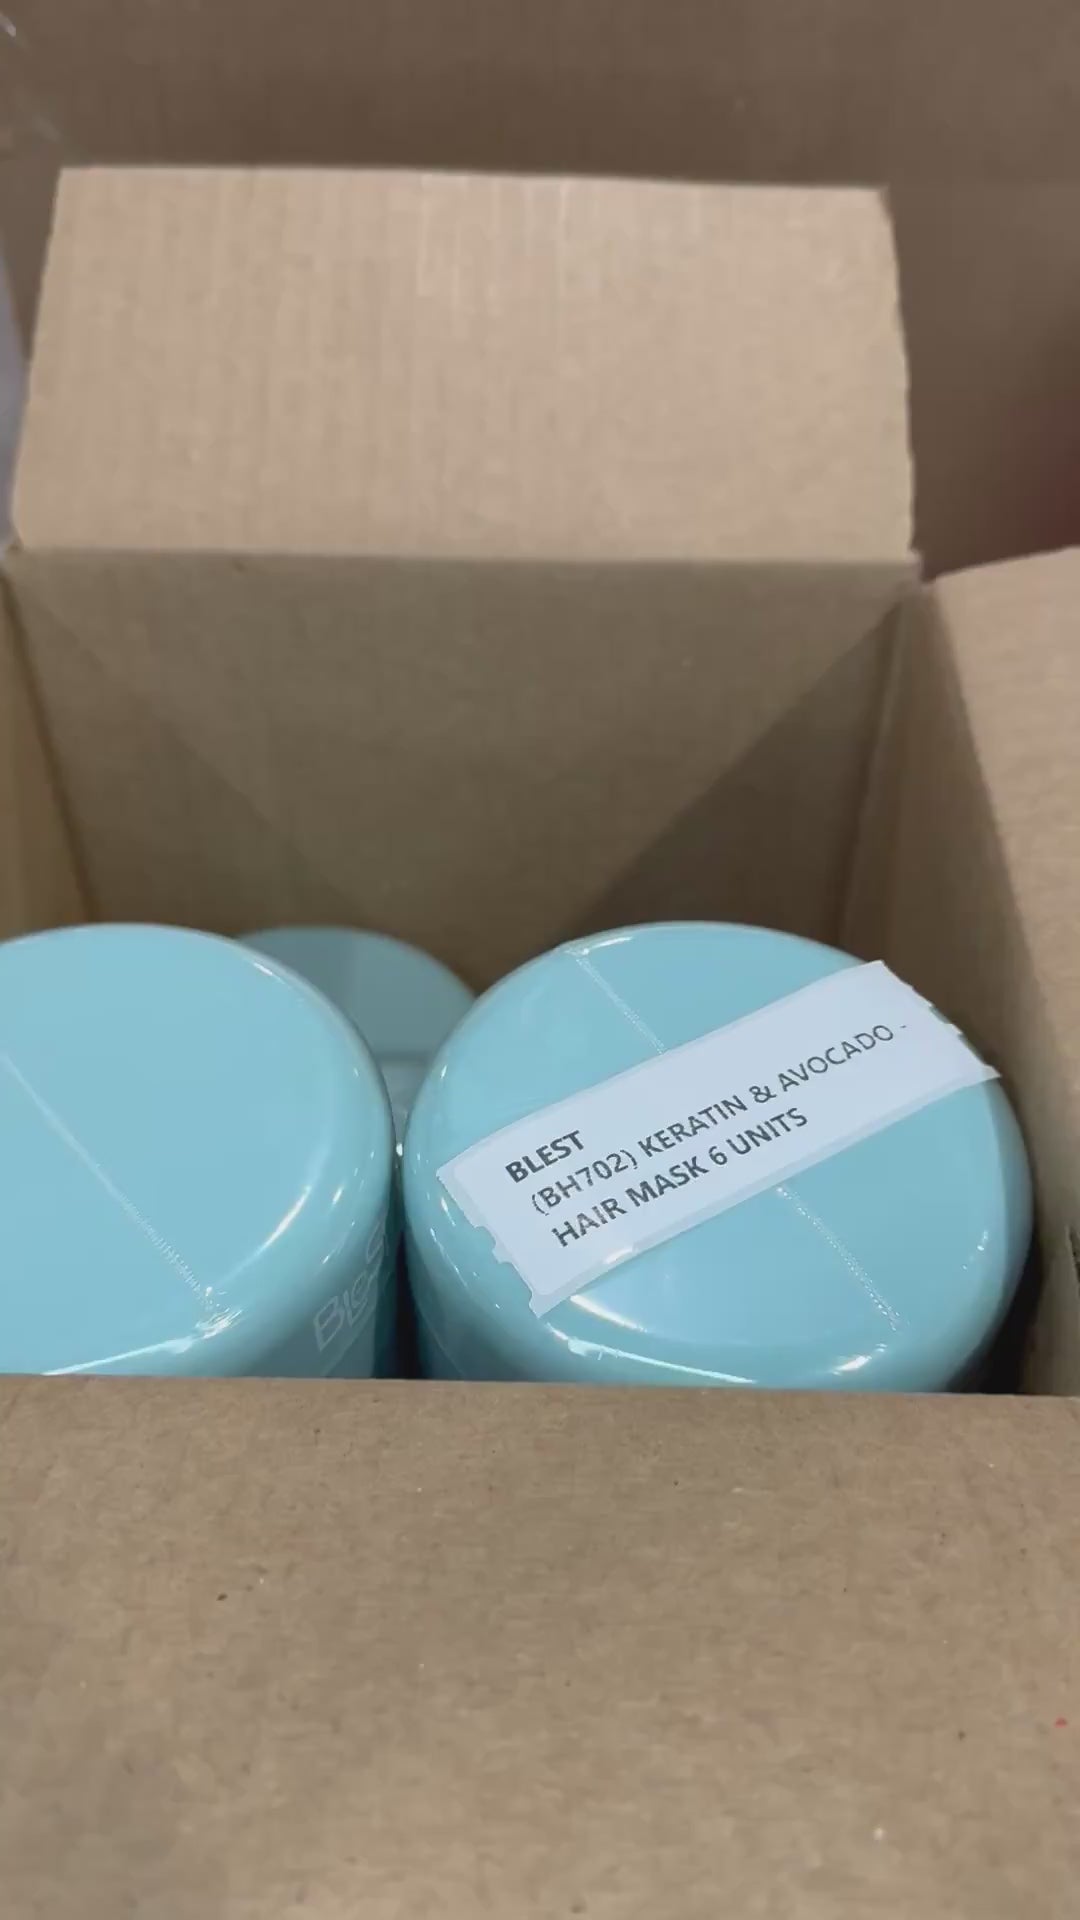 BLEST
(BH702) KERATIN & AVOCADO -
HAIR MASK 6 UNITS